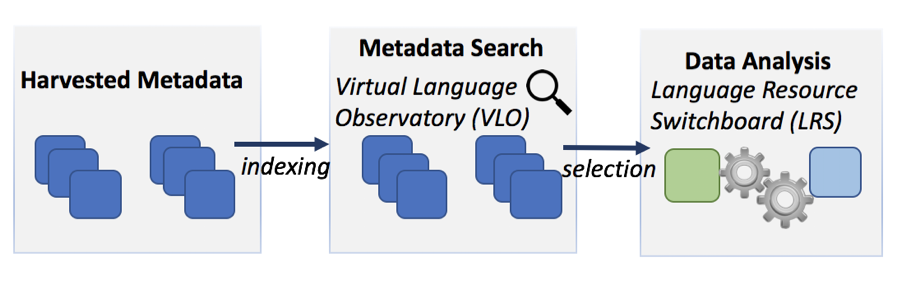 Harvested Metadata
indexing
Metadata Search
Virtual Language
Observatory (VLO)
selection
Data Analysis
Language Resource
Switchboard (LRS)